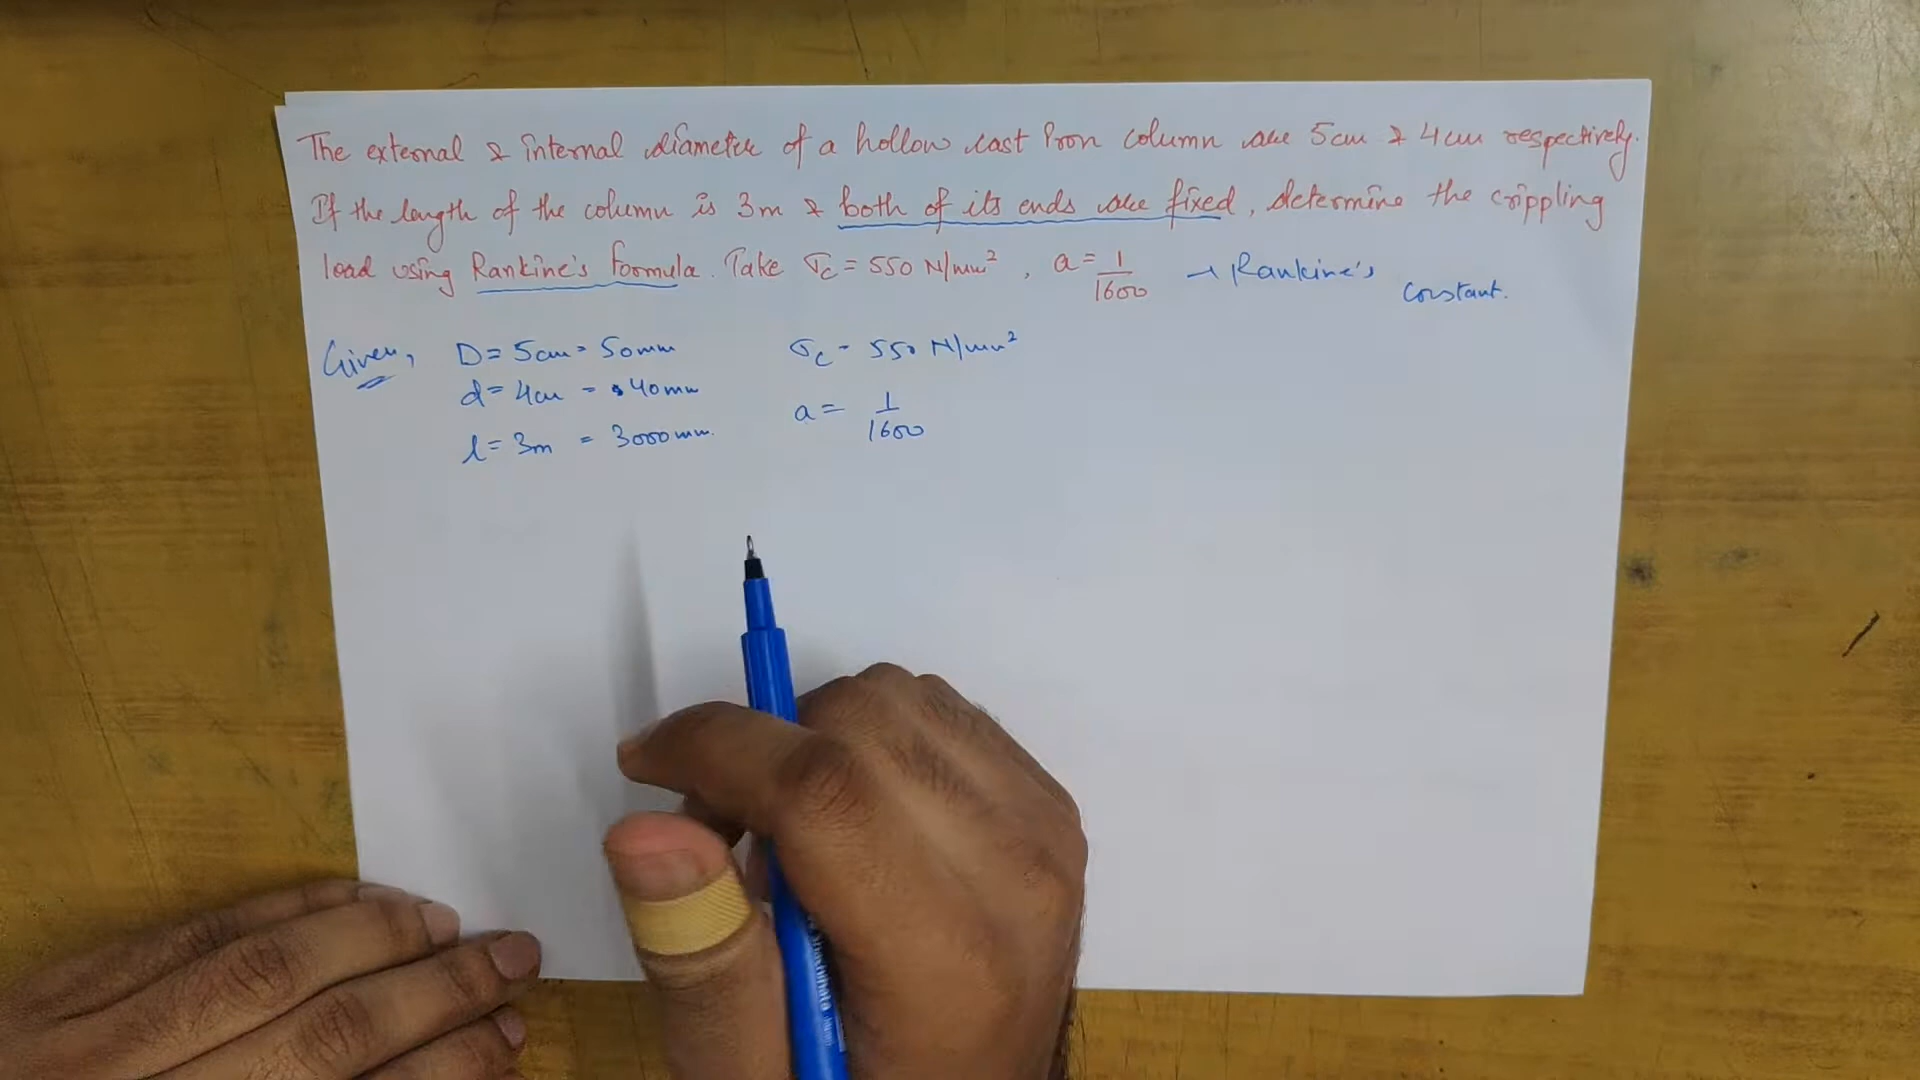 The external & internal diameter of a hollow cast Iron column are 5cm & 4cm respectively.
If the length of the column is 3m & both of its ends are fixed, determine the crippling
load using Rankine's formula. Take σc = 550 N/mm², a = 1/1600 → Rankine's
constant.
Given, D = 5cm = 50mm σc = 550 N/mm²
d = 4cm = 40mm a = 1/1600
l = 3m = 3000mm.